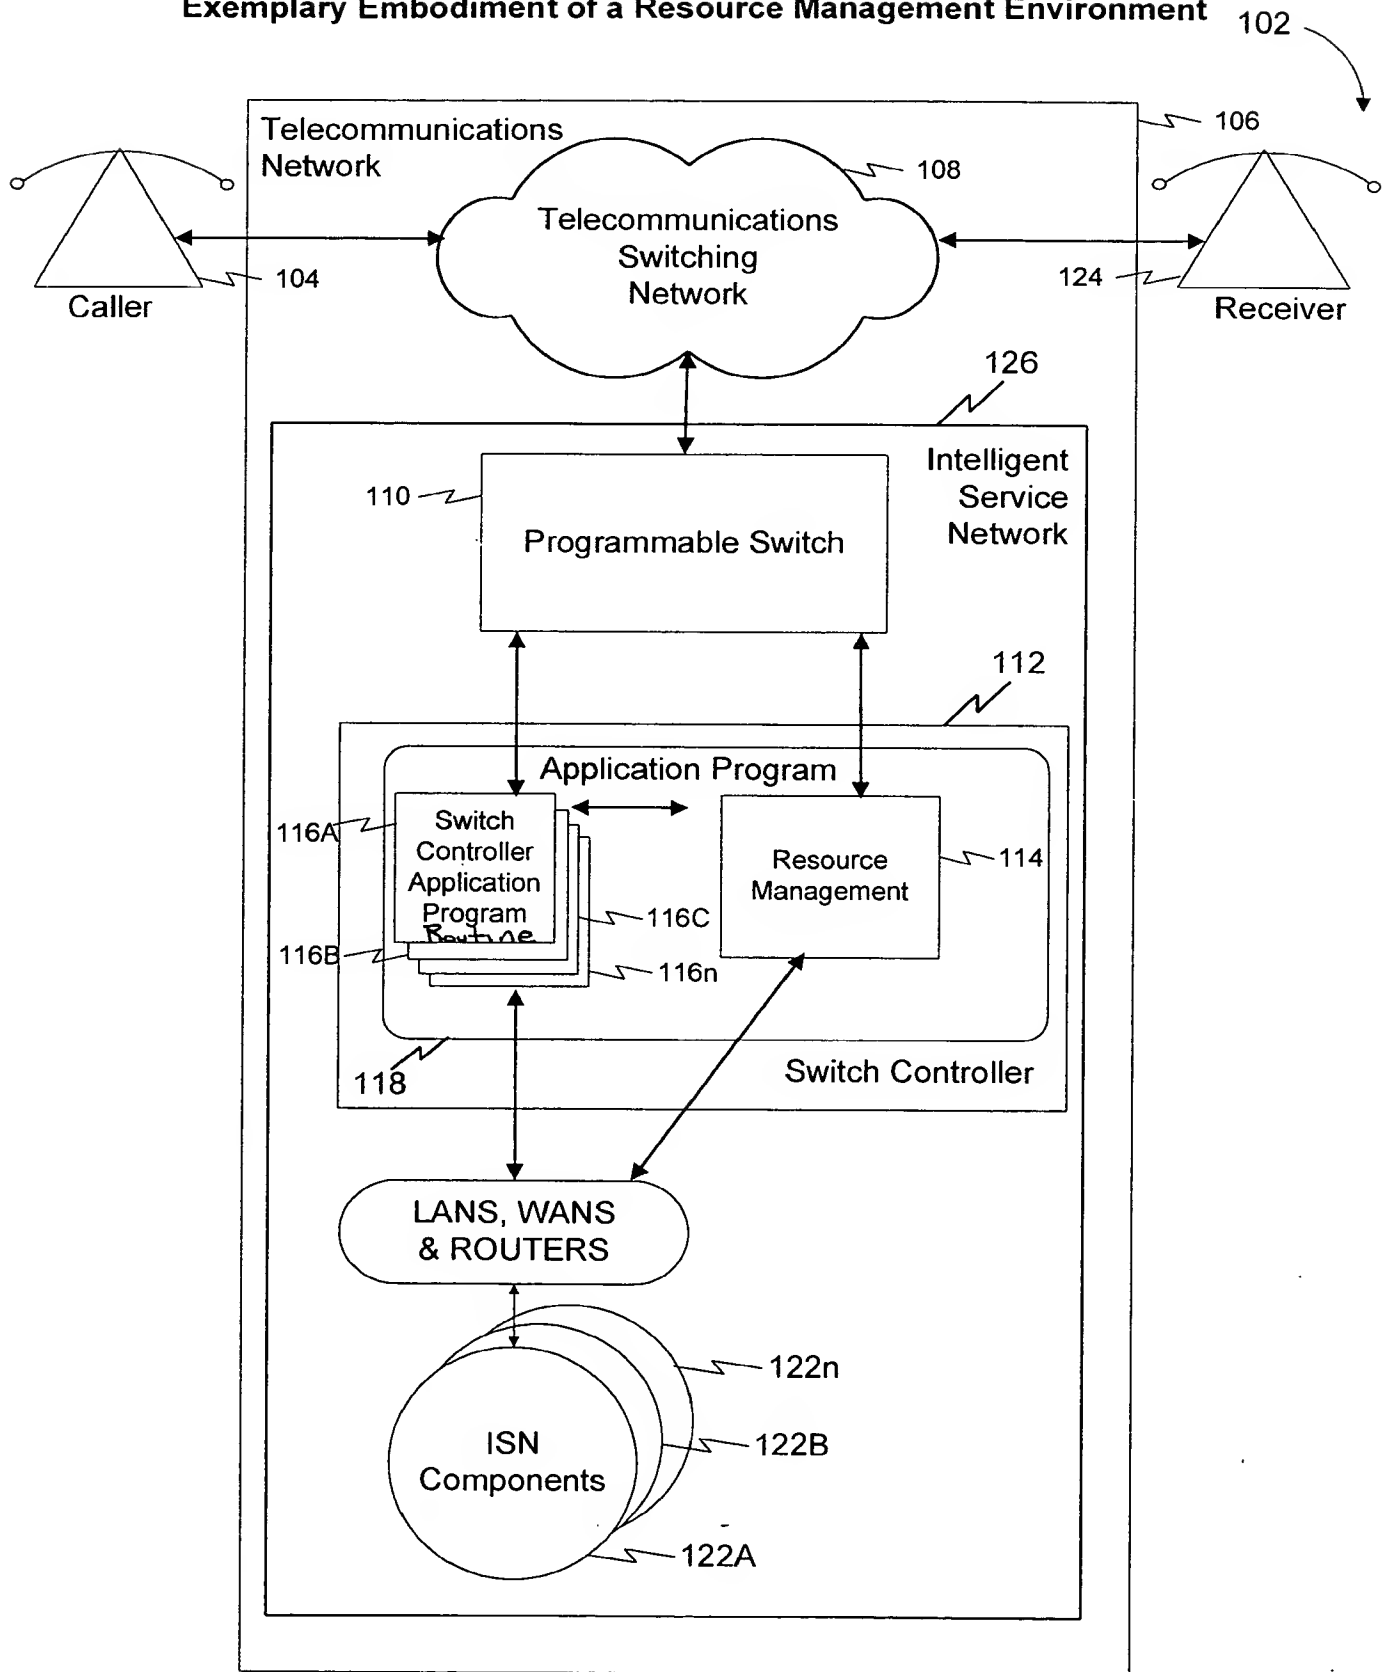 Exemplary Embodiment of a Resource Management Environment
102
Telecommunications
Network
106
108
Telecommunications
Switching
Network
104
Caller
124
Receiver
126
Intelligent
Service
Network
110
Programmable Switch
112
Application Program
116A
Switch
Controller
Application
Program
Routine
Resource
Management
114
116C
116B
116n
118
Switch Controller
LANS, WANS
& ROUTERS
122n
ISN
Components
122B
122A